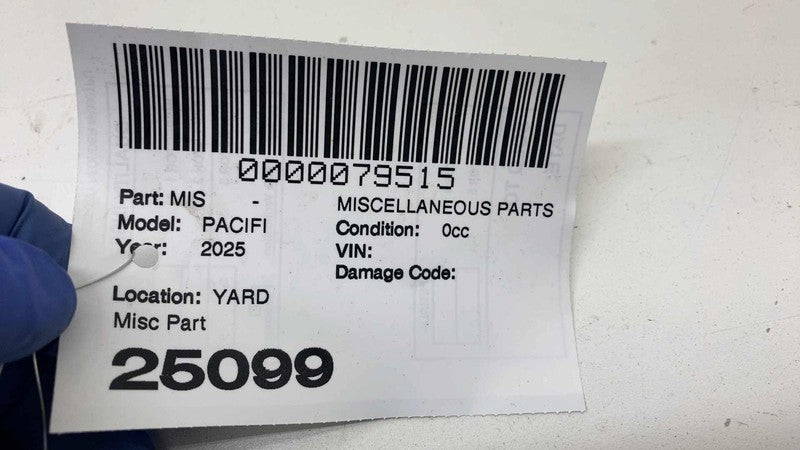 0000079515
Part: MIS - MISCELLANEOUS PARTS
Model: PACIFI Condition: 0cc
Year: 2025 VIN:
Damage Code:
Location: YARD
Misc Part
25099